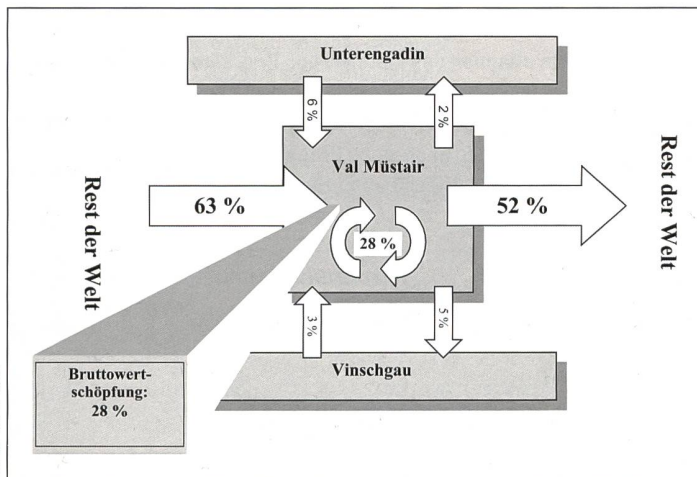 Unterengadin
6 %
2 %
Val Müstair
Rest der Welt
63 %
52 %
Rest der Welt
28 %
3 %
5 %
Bruttowert-
schöpfung:
28 %
Vinschgau